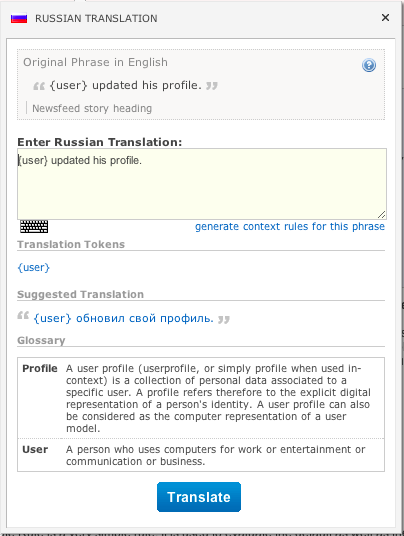 RUSSIAN TRANSLATION
Original Phrase in English
“ {user} updated his profile. ”
Newsfeed story heading
Enter Russian Translation:
{user} updated his profile.
generate context rules for this phrase
Translation Tokens
{user}
Suggested Translation
“ {user} обновил свой профиль. ”
Glossary
Profile A user profile (userprofile, or simply profile when used in-
context) is a collection of personal data associated to a
specific user. A profile refers therefore to the explicit digital
representation of a person's identity. A user profile can also
be considered as the computer representation of a user
model.
User A person who uses computers for work or entertainment or
communication or business.
Translate